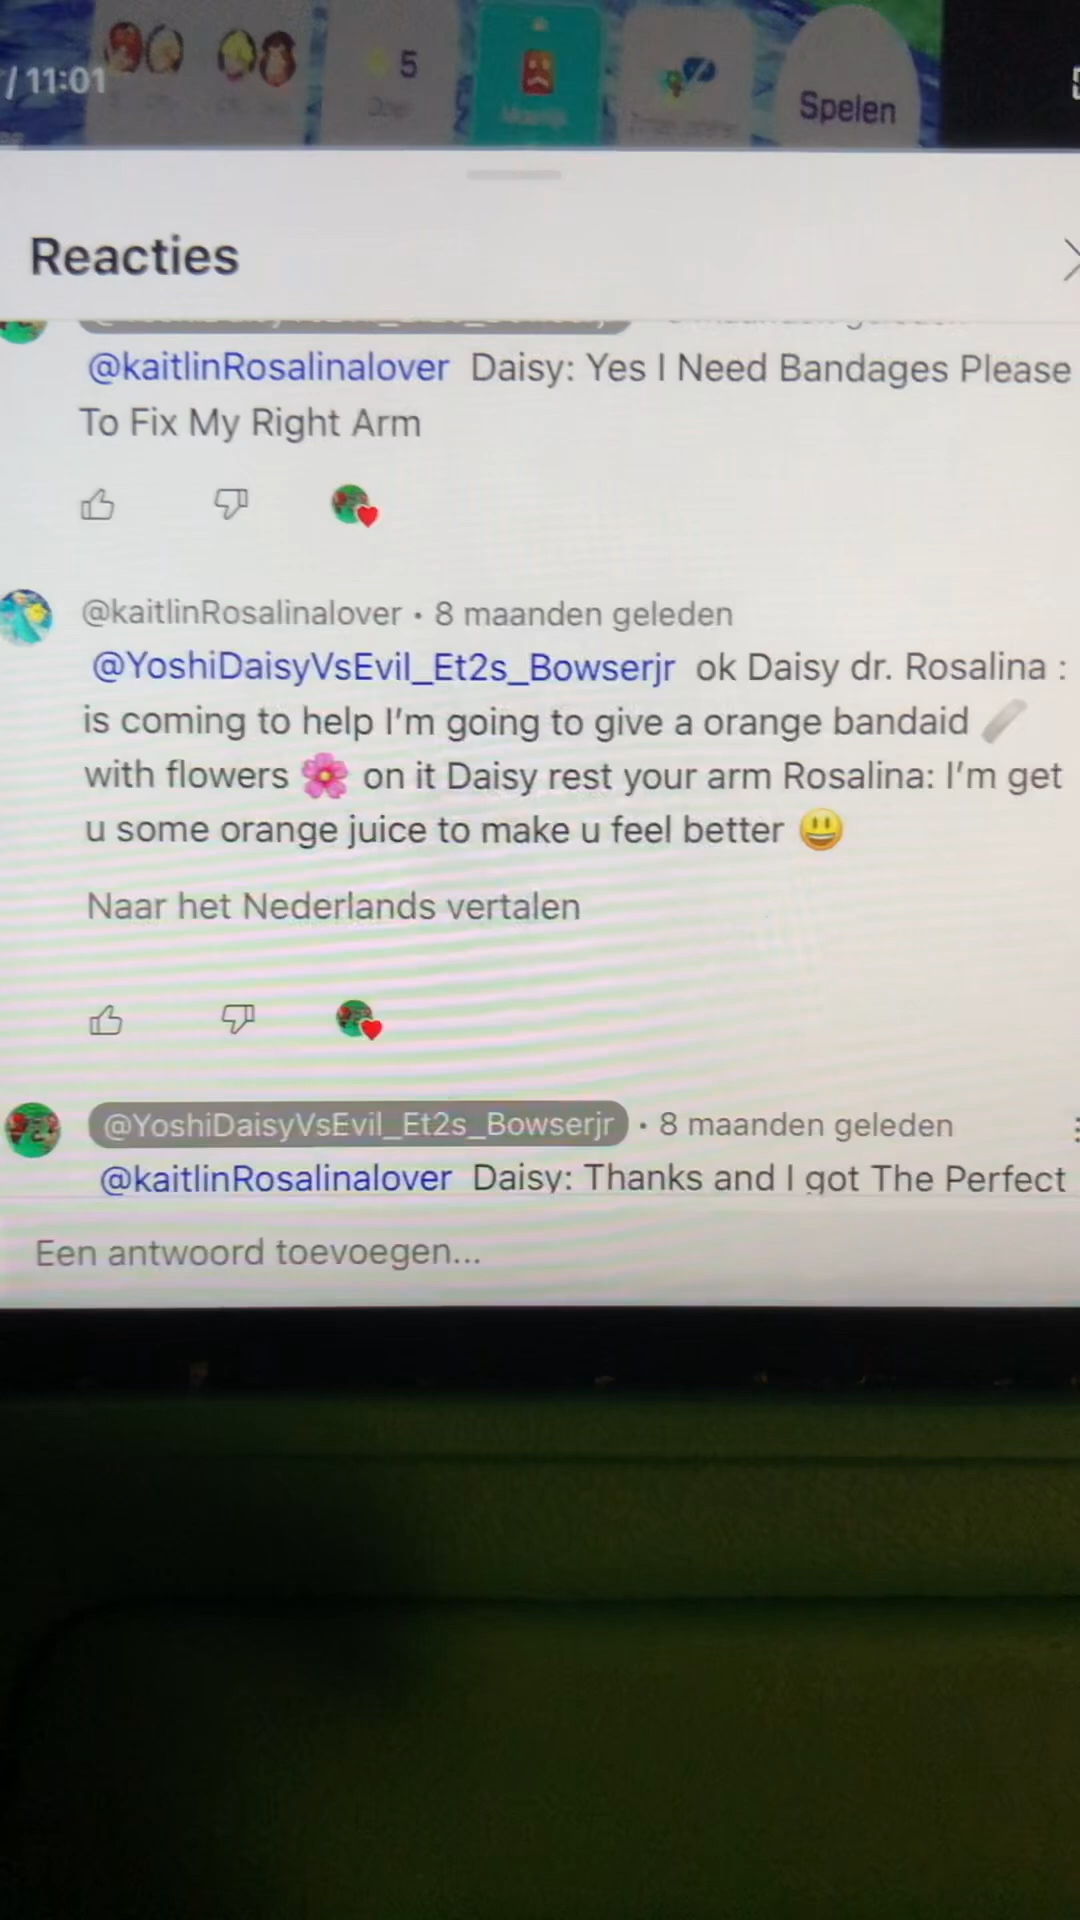 / 11:01
5
Spelen
Reacties
@kaitlinRosalinalover Daisy: Yes I Need Bandages Please
To Fix My Right Arm
@kaitlinRosalinalover • 8 maanden geleden
@YoshiDaisyVsEvil_Et2s_Bowserjr ok Daisy dr. Rosalina :
is coming to help I'm going to give a orange bandaid
with flowers 🌸 on it Daisy rest your arm Rosalina: I'm get
u some orange juice to make u feel better 😃
Naar het Nederlands vertalen
@YoshiDaisyVsEvil_Et2s_Bowserjr • 8 maanden geleden
@kaitlinRosalinalover Daisy: Thanks and I got The Perfect
Een antwoord toevoegen...